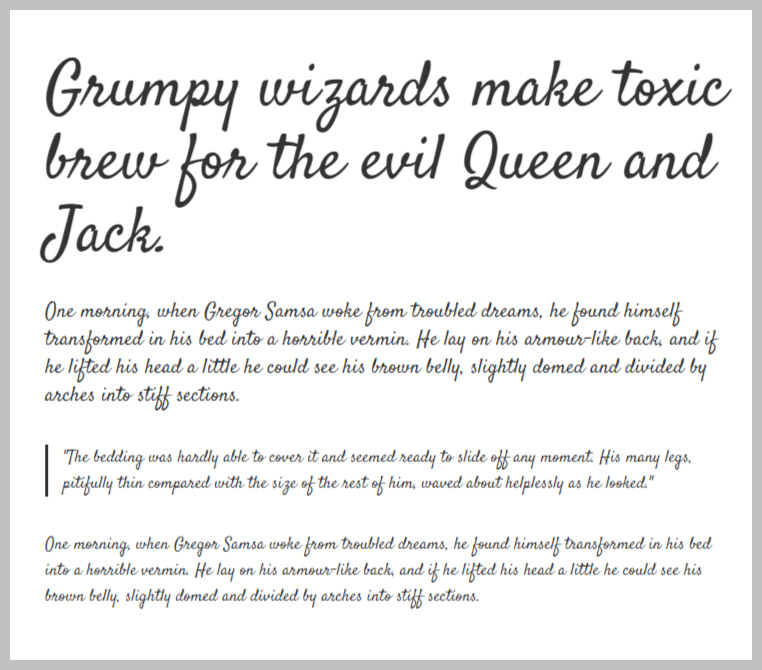 Grumpy wizards make toxic
brew for the evil Queen and
Jack.
One morning, when Gregor Samsa woke from troubled dreams, he found himself
transformed in his bed into a horrible vermin. He lay on his armour-like back, and if
he lifted his head a little he could see his brown belly, slightly domed and divided by
arches into stiff sections.
"The bedding was hardly able to cover it and seemed ready to slide off any moment. His many legs,
pitifully thin compared with the size of the rest of him, waved about helplessly as he looked."
One morning, when Gregor Samsa woke from troubled dreams, he found himself transformed in his bed
into a horrible vermin. He lay on his armour-like back, and if he lifted his head a little he could see his
brown belly, slightly domed and divided by arches into stiff sections.